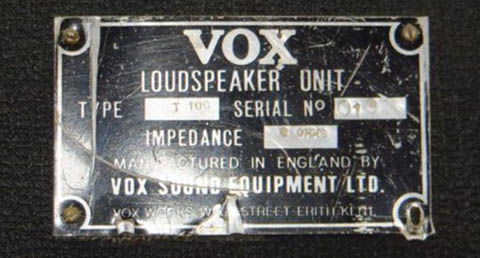 VOX
LOUDSPEAKER UNIT
TYPE T 100 SERIAL Nº
IMPEDANCE OHMS
MANUFACTURED IN ENGLAND BY
VOX SOUND EQUIPMENT LTD.
VOX WORKS STREET ERITH KENT